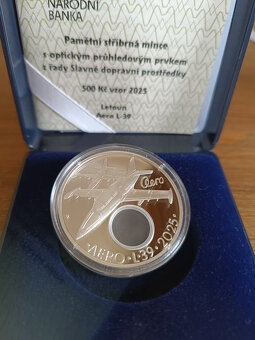 NÁRODNÍ
BANKA
Pamětní stříbrná mince
s optickým průhledovým prvkem
z řady Slavné dopravní prostředky
500 Kč vzor 2025
Letoun
Aero L-39
Aero
AERO · L-39 · 2025